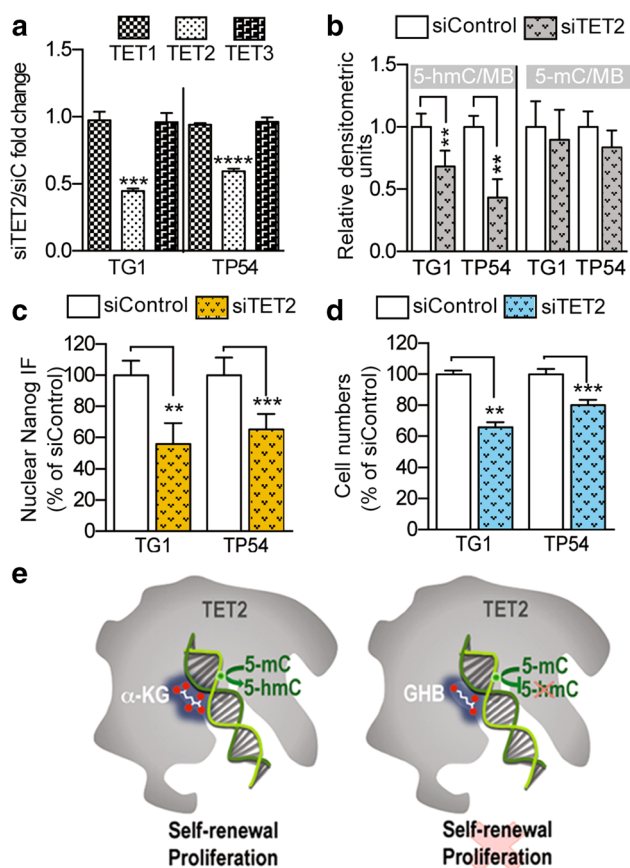 a
TET1 TET2 TET3
siTET2/siC fold change
1.5
1.0
0.5
0.0
***
****
TG1 TP54
b
siControl siTET2
Relative densitometric
units
1.5
1.0
0.5
0.0
5-hmC/MB 5-mC/MB
**
**
TG1 TP54 TG1 TP54
c
siControl siTET2
Nuclear Nanog IF
(% of siControl)
120
100
80
60
40
20
0
**
***
TG1 TP54
d
siControl siTET2
Cell numbers
(% of siControl)
120
100
80
60
40
20
0
**
***
TG1 TP54
e
TET2
5-mC
5-hmC
α-KG
Self-renewal
Proliferation
TET2
5-mC
5-hmC
GHB
Self-renewal
Proliferation